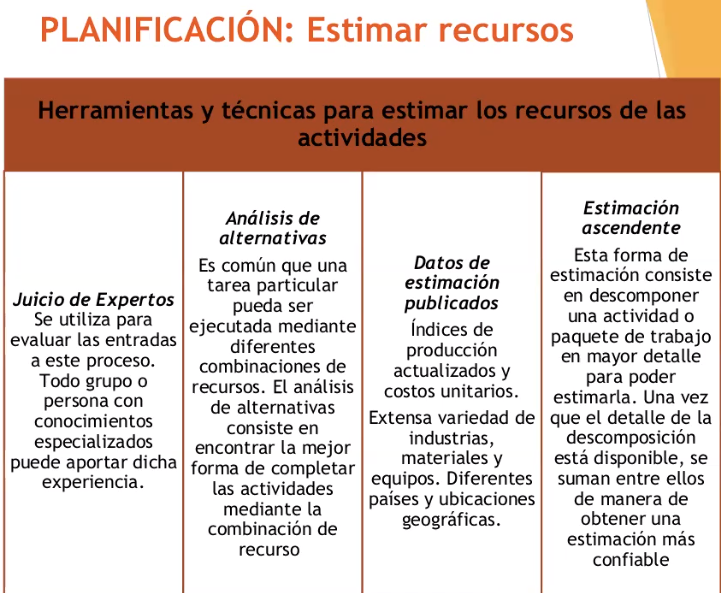 PLANIFICACIÓN: Estimar recursos
Herramientas y técnicas para estimar los recursos de las
actividades
Juicio de Expertos
Se utiliza para
evaluar las entradas
a este proceso.
Todo grupo o
persona con
conocimientos
especializados
puede aportar dicha
experiencia.
Análisis de
alternativas
Es común que una
tarea particular
pueda ser
ejecutada mediante
diferentes
combinaciones de
recursos. El análisis
de alternativas
consiste en
encontrar la mejor
forma de completar
las actividades
mediante la
combinación de
recurso
Datos de
estimación
publicados
Índices de
producción
actualizados y
costos unitarios.
Extensa variedad de
industrias,
materiales y
equipos. Diferentes
países y ubicaciones
geográficas.
Estimación
ascendente
Esta forma de
estimación consiste
en descomponer
una actividad o
paquete de trabajo
en mayor detalle
para poder
estimarla. Una vez
que el detalle de la
descomposición
está disponible, se
suman entre ellos
de manera de
obtener una
estimación más
confiable